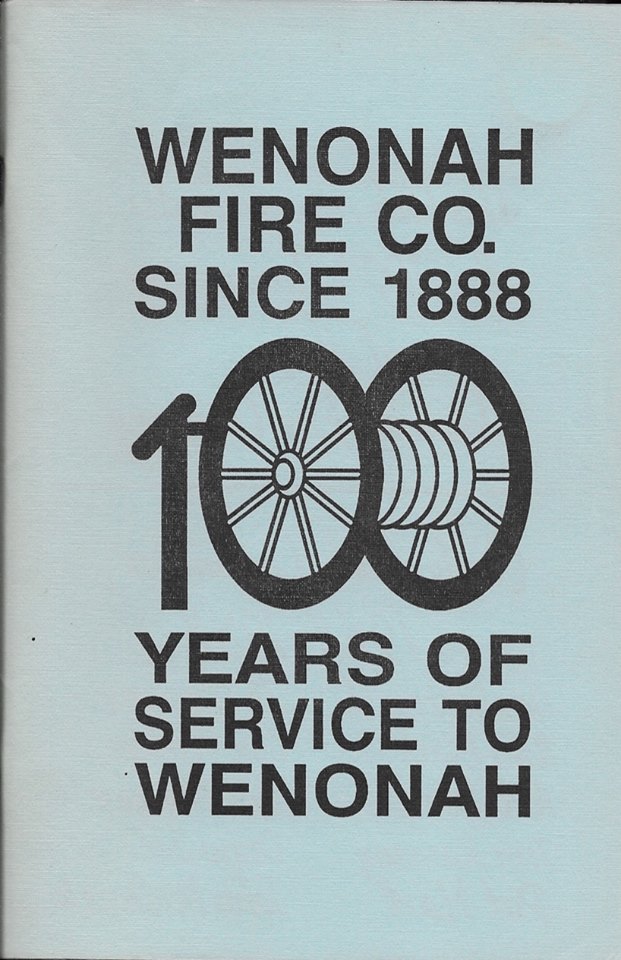 WENONAH
FIRE CO.
SINCE 1888
100
YEARS OF
SERVICE TO
WENONAH